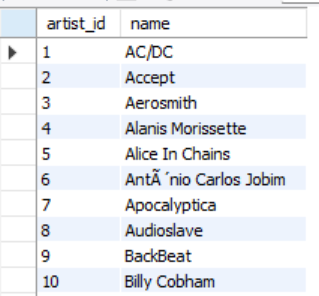 artist_id name
1 AC/DC
2 Accept
3 Aerosmith
4 Alanis Morissette
5 Alice In Chains
6 AntÃ´nio Carlos Jobim
7 Apocalyptica
8 Audioslave
9 BackBeat
10 Billy Cobham